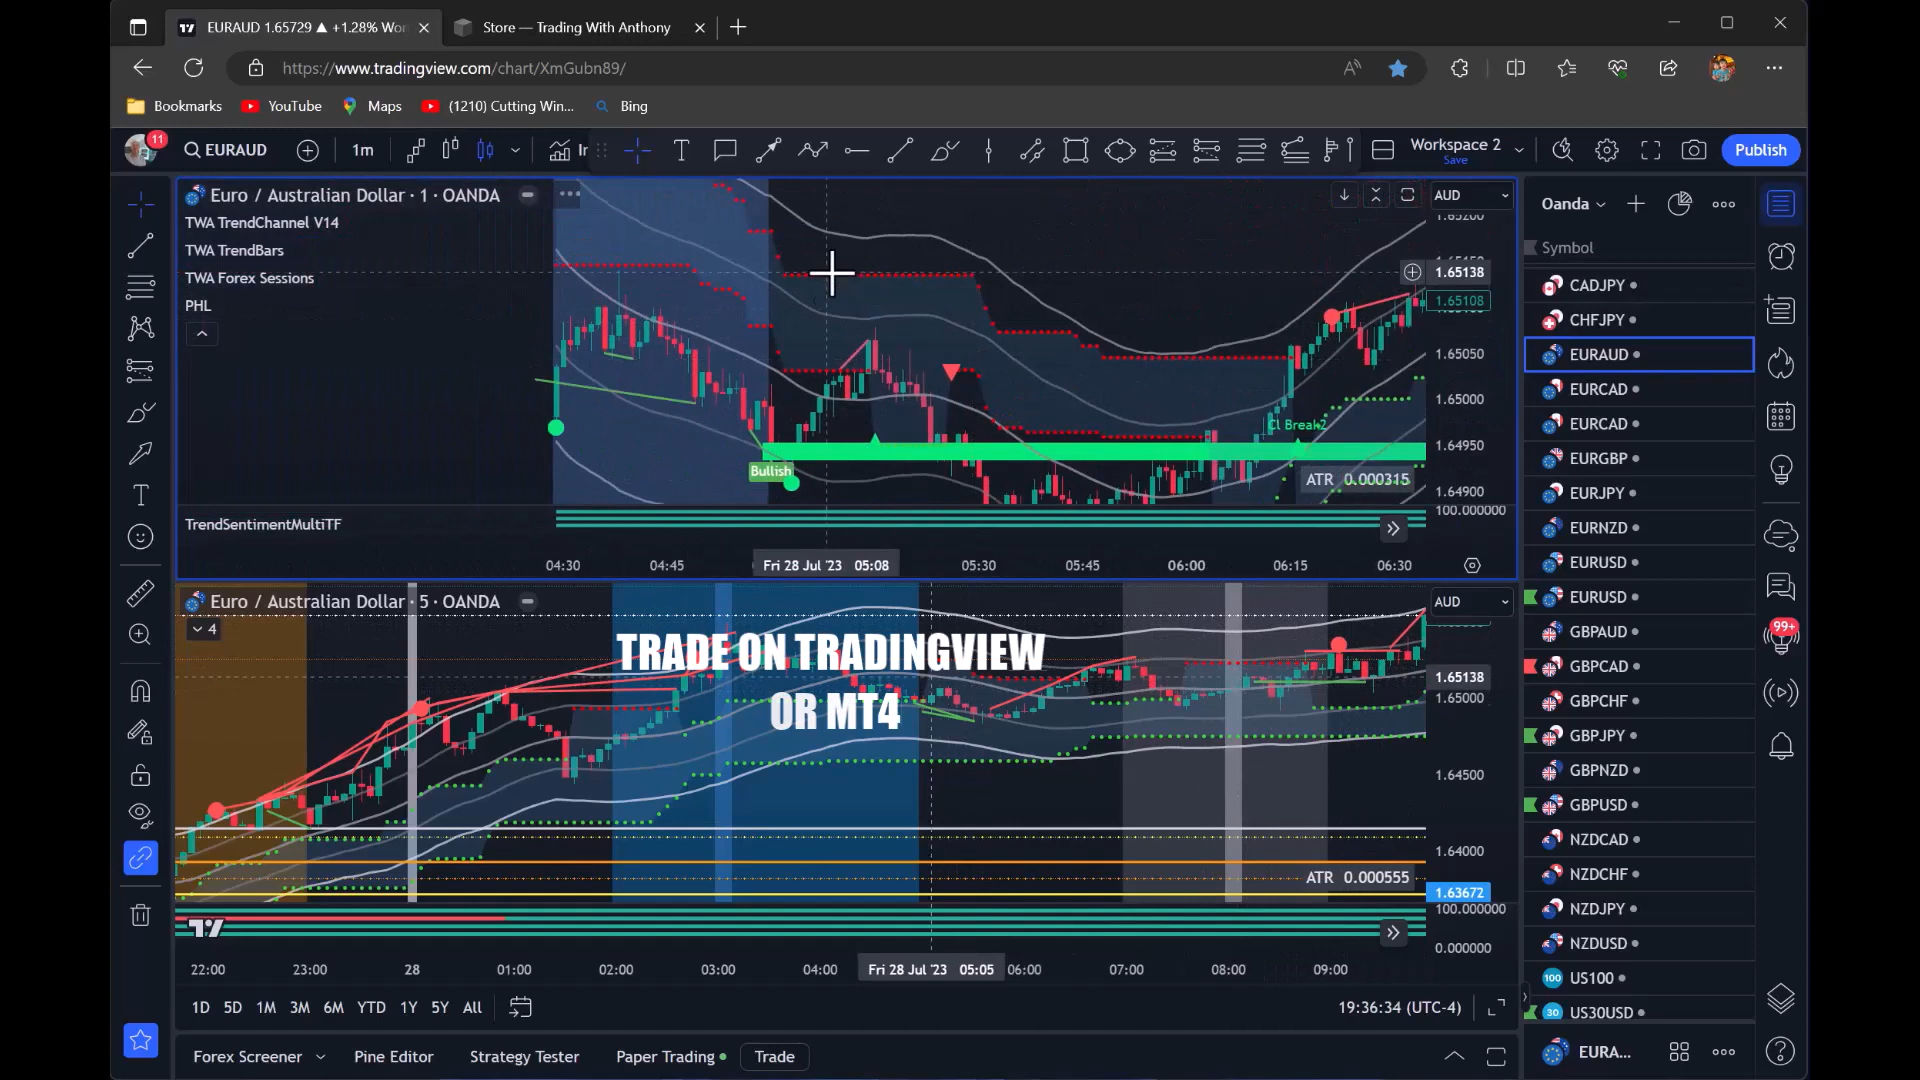 EURAUD 1.65729 ▲ +1.28% Wor
Store — Trading With Anthony
https://www.tradingview.com/chart/XmGubn89/
Bookmarks
YouTube
Maps
(1210) Cutting Win...
Bing
11
EURAUD
1m
In
Workspace 2
Save
Publish
Euro / Australian Dollar · 1 · OANDA
TWA TrendChannel V14
TWA TrendBars
TWA Forex Sessions
PHL
AUD
1.65200
1.65138
1.65108
1.65050
1.65000
1.64950
1.64900
100.000000
Bullish
Cl Break2
ATR 0.000315
TrendSentimentMultiTF
04:30
04:45
Fri 28 Jul '23 05:08
05:30
05:45
06:00
06:15
06:30
Euro / Australian Dollar · 5 · OANDA
4
AUD
TRADE ON TRADINGVIEW
OR MT4
1.65138
1.65000
1.64500
1.64000
1.63672
ATR 0.000555
100.000000
0.000000
22:00
23:00
28
01:00
02:00
03:00
04:00
Fri 28 Jul '23 05:05
06:00
07:00
08:00
09:00
1D
5D
1M
3M
6M
YTD
1Y
5Y
All
19:36:34 (UTC-4)
Forex Screener
Pine Editor
Strategy Tester
Paper Trading
Trade
Oanda
Symbol
CADJPY
CHFJPY
EURAUD
EURCAD
EURCAD
EURGBP
EURJPY
EURNZD
EURUSD
EURUSD
GBPAUD
GBPCAD
GBPCHF
GBPJPY
GBPNZD
GBPUSD
NZDCAD
NZDCHF
NZDJPY
NZDUSD
100 US100
30 US30USD
EURA...
99+